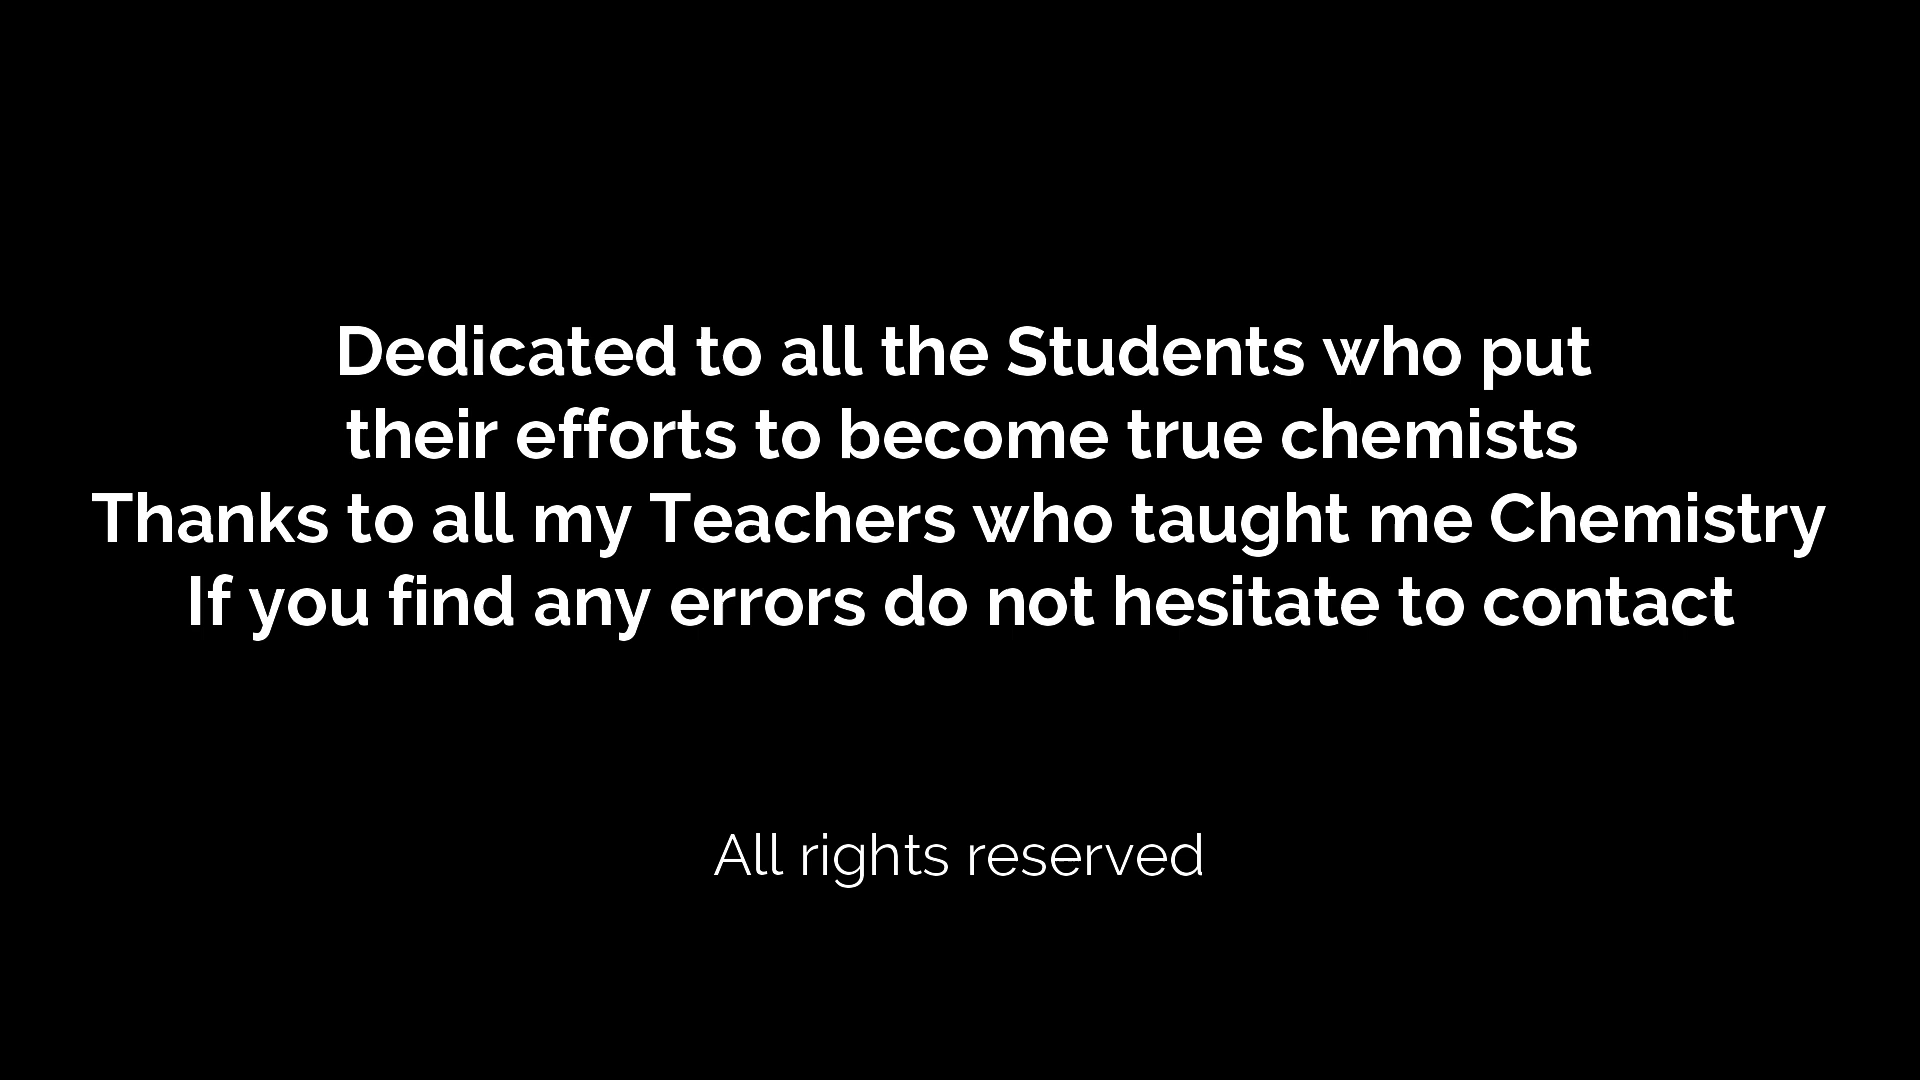 Dedicated to all the Students who put
their efforts to become true chemists
Thanks to all my Teachers who taught me Chemistry
If you find any errors do not hesitate to contact
All rights reserved